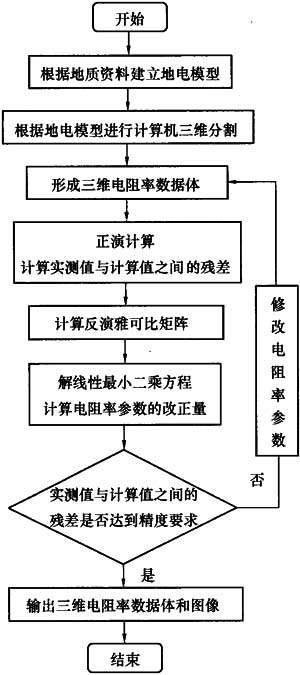 开始
根据地质资料建立地电模型
根据地电模型进行计算机三维分割
形成三维电阻率数据体
正演计算
计算实测值与计算值之间的残差
计算反演雅可比矩阵
解线性最小二乘方程
计算电阻率参数的改正量
实测值与计算值之间的
残差是否达到精度要求
否
修改电阻率参数
是
输出三维电阻率数据体和图像
结束